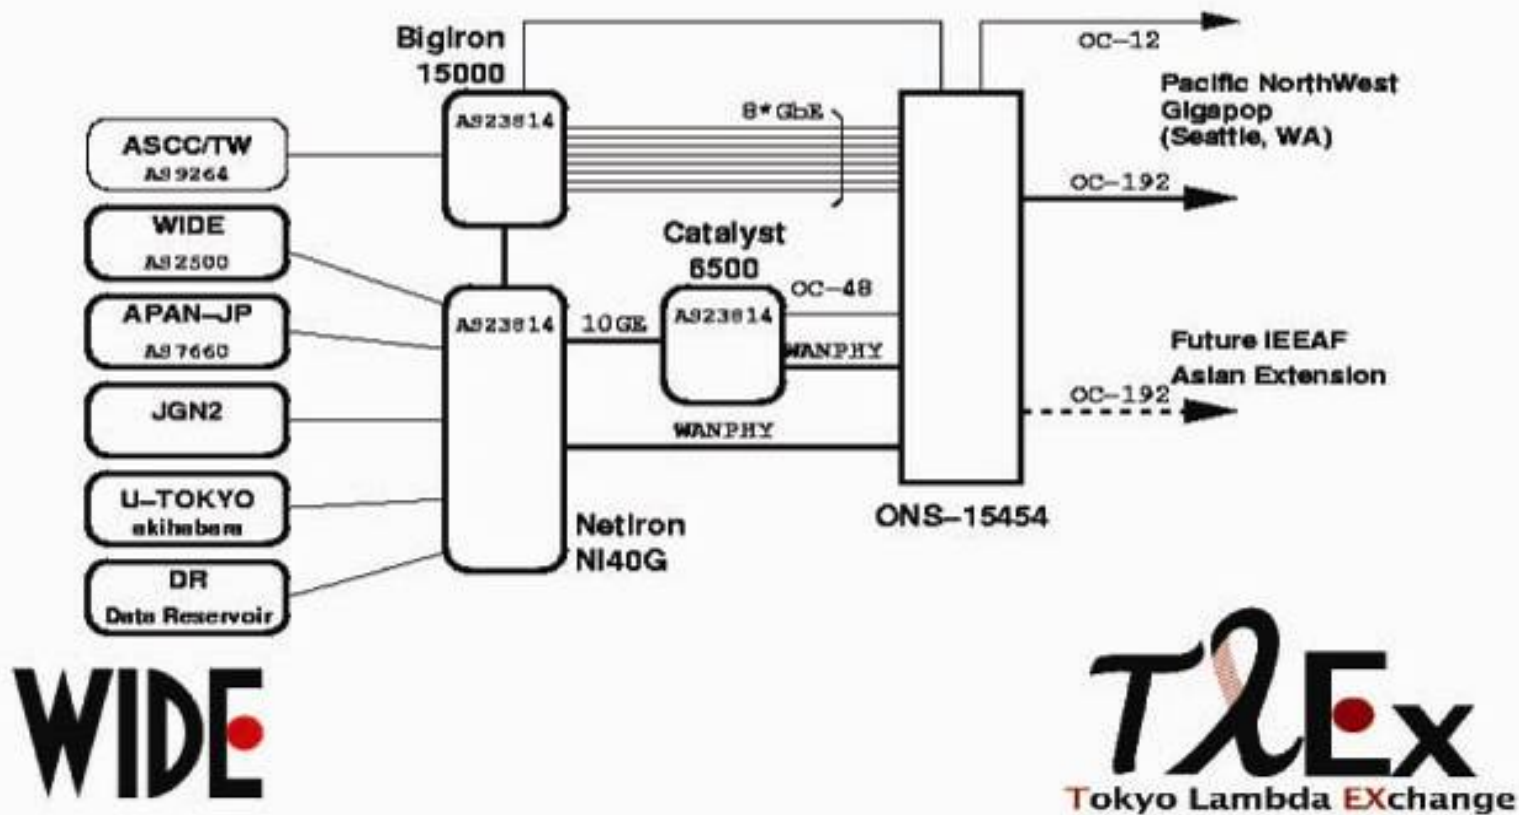 BigIron
15000
AS23814
8*GbE
OC-12
Pacific NorthWest
Gigapop
(Seattle, WA)
OC-192
ASCC/TW
AS9264
WIDE
AS2500
APAN-JP
AS7660
JGN2
U-TOKYO
akihabara
DR
Data Reservoir
AS23814
10GE
Catalyst
6500
AS23814
OC-48
WANPHY
WANPHY
NetIron
NI40G
ONS-15454
Future IEEAF
Asian Extension
OC-192
WIDE
TλEx
Tokyo Lambda EXchange